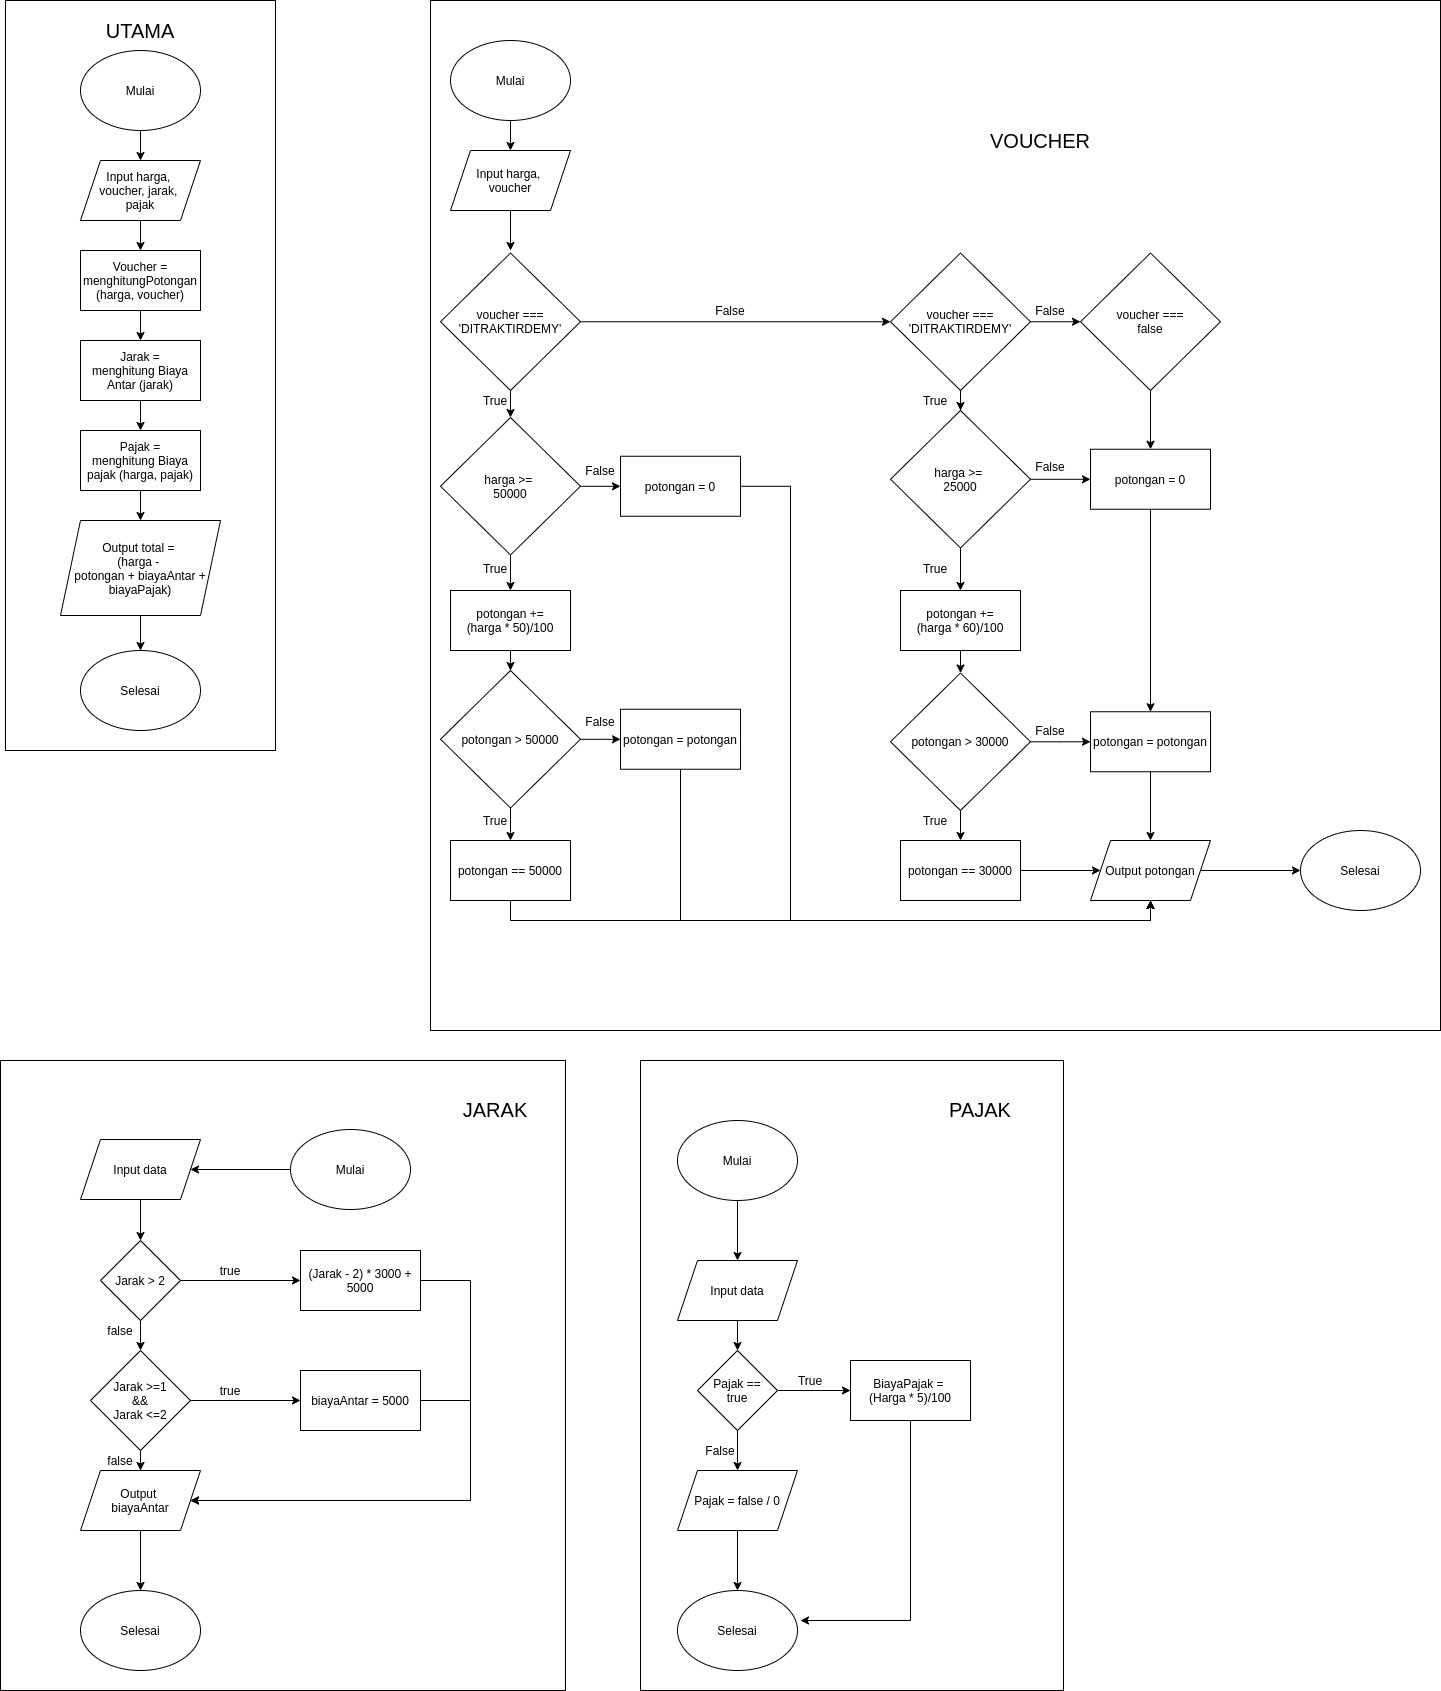 UTAMA
Mulai
Input harga,
voucher, jarak,
pajak
Voucher =
menghitungPotongan
(harga, voucher)
Jarak =
menghitung Biaya
Antar (jarak)
Pajak =
menghitung Biaya
pajak (harga, pajak)
Output total =
(harga -
potongan + biayaAntar +
biayaPajak)
Selesai
VOUCHER
Mulai
Input harga,
voucher
voucher ===
'DITRAKTIRDEMY'
False
voucher ===
'DITRAKTIRDEMY'
False
voucher ===
false
True
harga >=
50000
False
potongan = 0
True
potongan +=
(harga * 50)/100
potongan > 50000
False
potongan = potongan
True
potongan == 50000
True
harga >=
25000
False
potongan = 0
True
potongan +=
(harga * 60)/100
potongan > 30000
False
potongan = potongan
True
potongan == 30000
Output potongan
Selesai
JARAK
Mulai
Input data
Jarak > 2
true
(Jarak - 2) * 3000 +
5000
false
Jarak >=1
&&
Jarak <=2
true
biayaAntar = 5000
false
Output
biayaAntar
Selesai
PAJAK
Mulai
Input data
Pajak ==
true
True
BiayaPajak =
(Harga * 5)/100
False
Pajak = false / 0
Selesai